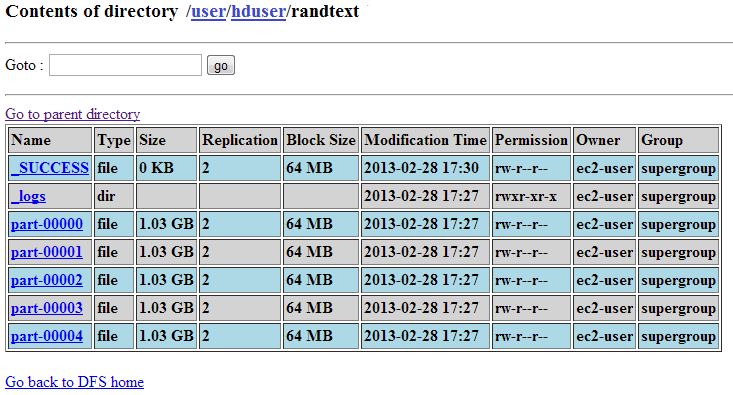 Contents of directory /user/hduser/randtext
Goto : go
Go to parent directory
Name Type Size Replication Block Size Modification Time Permission Owner Group
_SUCCESS file 0 KB 2 64 MB 2013-02-28 17:30 rw-r--r-- ec2-user supergroup
_logs dir 2013-02-28 17:27 rwxr-xr-x ec2-user supergroup
part-00000 file 1.03 GB 2 64 MB 2013-02-28 17:27 rw-r--r-- ec2-user supergroup
part-00001 file 1.03 GB 2 64 MB 2013-02-28 17:27 rw-r--r-- ec2-user supergroup
part-00002 file 1.03 GB 2 64 MB 2013-02-28 17:27 rw-r--r-- ec2-user supergroup
part-00003 file 1.03 GB 2 64 MB 2013-02-28 17:27 rw-r--r-- ec2-user supergroup
part-00004 file 1.03 GB 2 64 MB 2013-02-28 17:27 rw-r--r-- ec2-user supergroup
Go back to DFS home